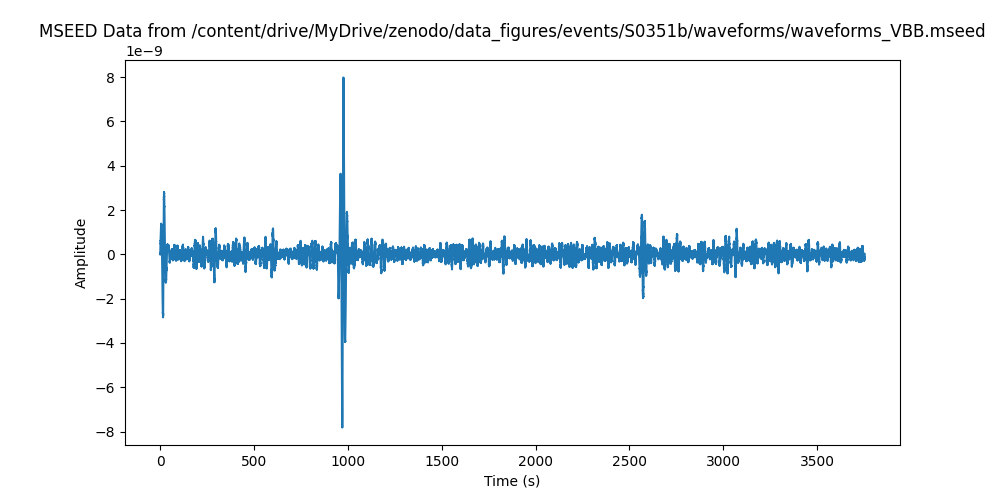 MSEED Data from /content/drive/MyDrive/zenodo/data_figures/events/S0351b/waveforms/waveforms_VBB.mseed
1e−9
8
6
4
2
0
−2
−4
−6
−8
Amplitude
0 500 1000 1500 2000 2500 3000 3500
Time (s)